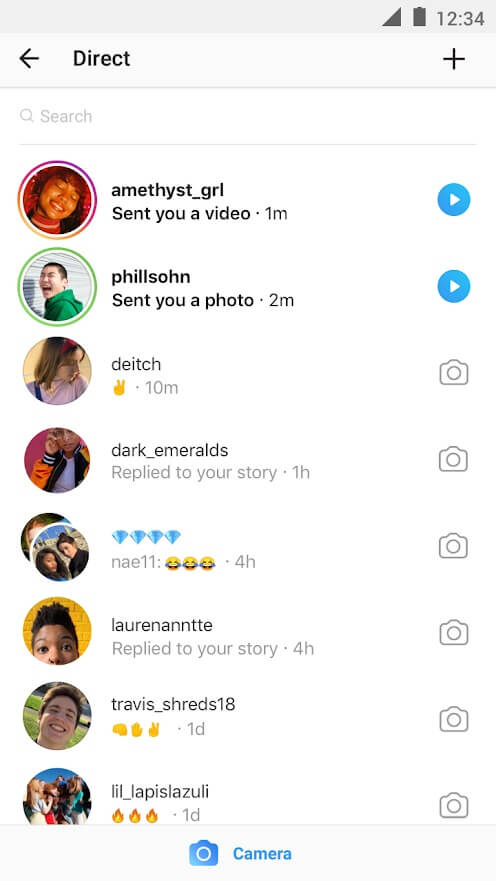 12:34
Direct
Search
amethyst_grl
Sent you a video · 1m
phillsohn
Sent you a photo · 2m
deitch
✌ · 10m
dark_emeralds
Replied to your story · 1h
💎💎💎💎
nae11: 😂😂😂 · 4h
laurenanntte
Replied to your story · 4h
travis_shreds18
👊✋✌ · 1d
lil_lapislazuli
🔥🔥🔥 · 1d
Camera